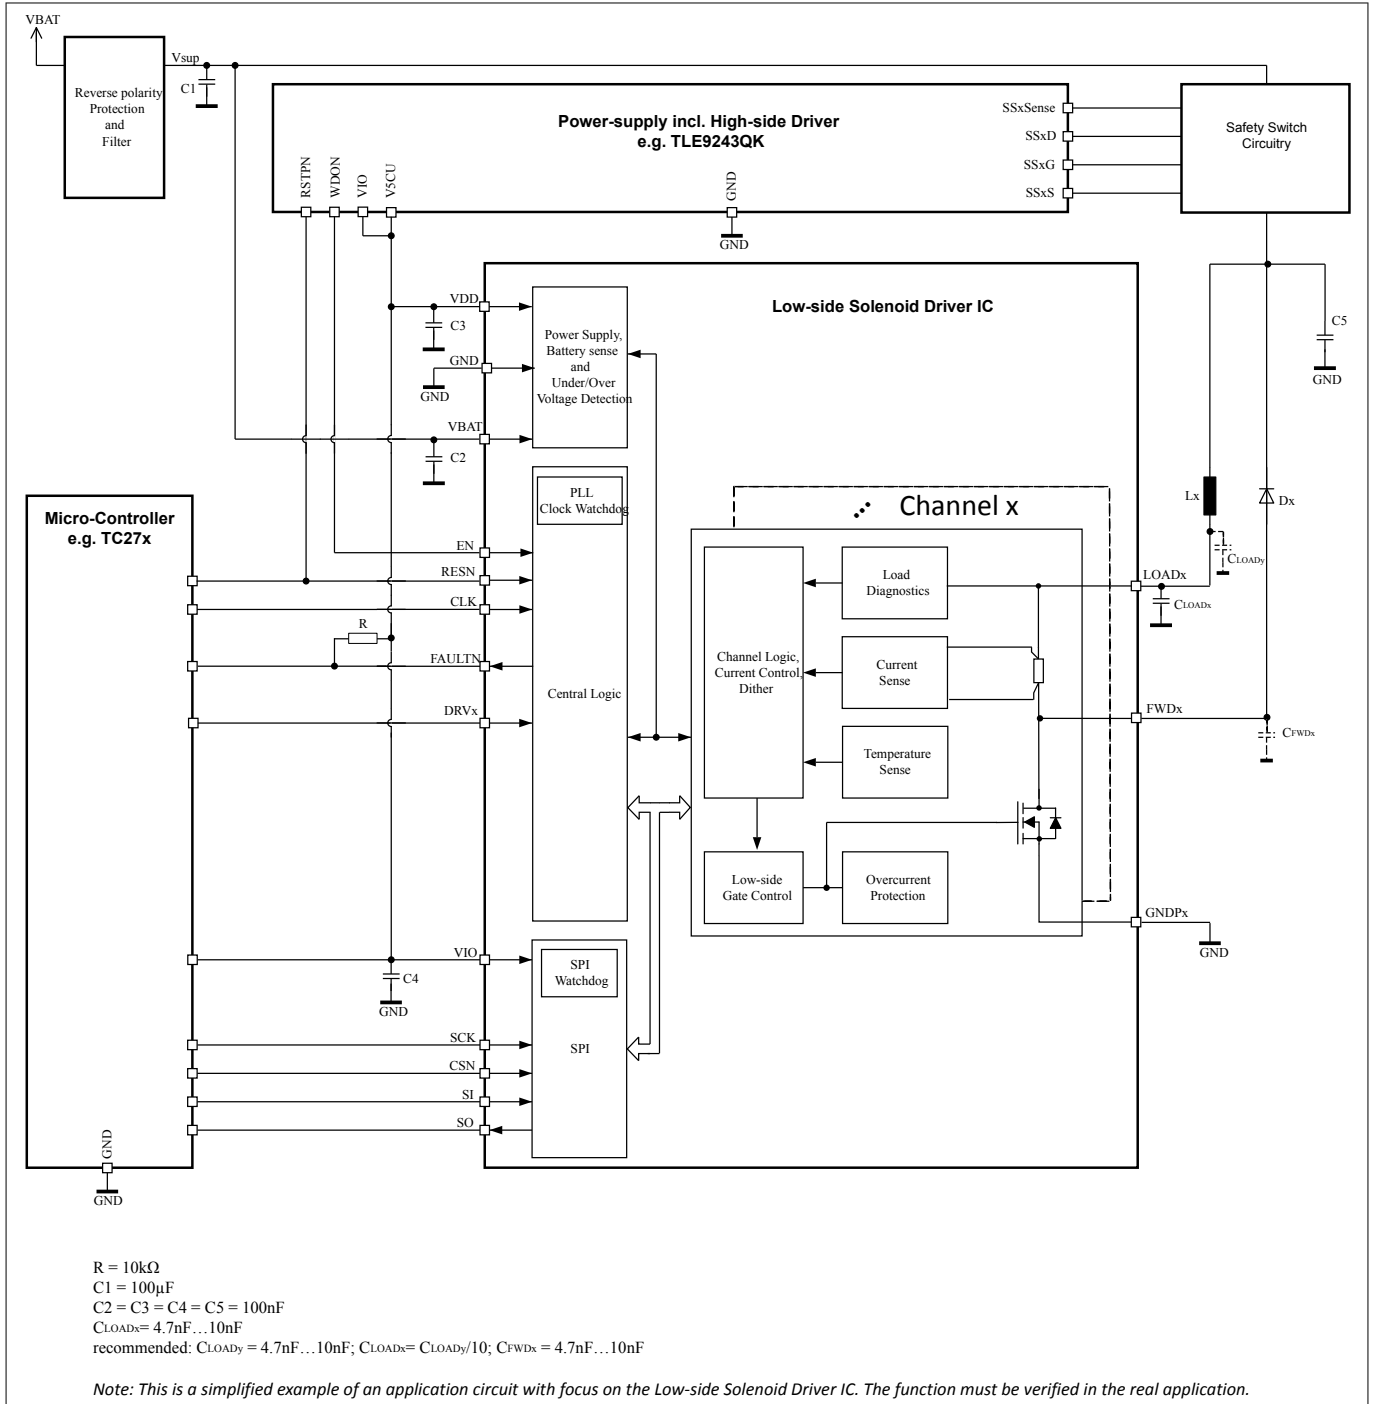 VBAT
Vsup
C1
Reverse polarity
Protection
and
Filter
Power-supply incl. High-side Driver
e.g. TLE9243QK
RSTPN
WDON
VIO
V5CU
GND
GND
SSxSense
SSxD
SSxG
SSxS
Safety Switch
Circuitry
Low-side Solenoid Driver IC
VDD
C3
GND
GND
VBAT
C2
Power Supply,
Battery sense
and
Under/Over
Voltage Detection
C5
GND
Lx
Dx
CLOADy
Micro-Controller
e.g. TC27x
PLL
Clock Watchdog
Channel x
EN
RESN
CLK
R
FAULTN
DRVx
Central Logic
Channel Logic,
Current Control,
Dither
Load
Diagnostics
Current
Sense
Temperature
Sense
Low-side
Gate Control
Overcurrent
Protection
LOADx
CLOADx
FWDx
CFWDx
GNDPx
GND
VIO
C4
GND
SPI
Watchdog
SPI
SCK
CSN
SI
SO
GND
GND
R = 10kΩ
C1 = 100µF
C2 = C3 = C4 = C5 = 100nF
CLOADx= 4.7nF…10nF
recommended: CLOADy = 4.7nF…10nF; CLOADx= CLOADy/10; CFWDx = 4.7nF…10nF
Note: This is a simplified example of an application circuit with focus on the Low-side Solenoid Driver IC. The function must be verified in the real application.